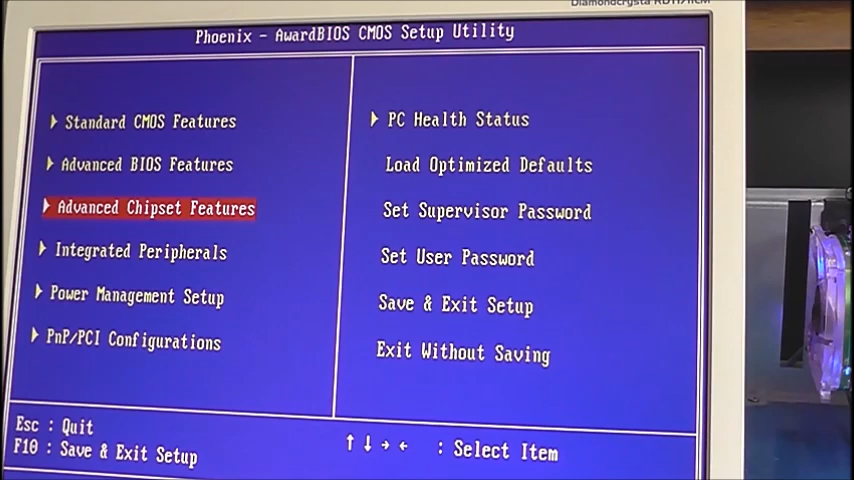 Phoenix - AwardBIOS CMOS Setup Utility
Standard CMOS Features
Advanced BIOS Features
Advanced Chipset Features
Integrated Peripherals
Power Management Setup
PnP/PCI Configurations
PC Health Status
Load Optimized Defaults
Set Supervisor Password
Set User Password
Save & Exit Setup
Exit Without Saving
Esc : Quit
F10 : Save & Exit Setup
↑ ↓ → ← : Select Item